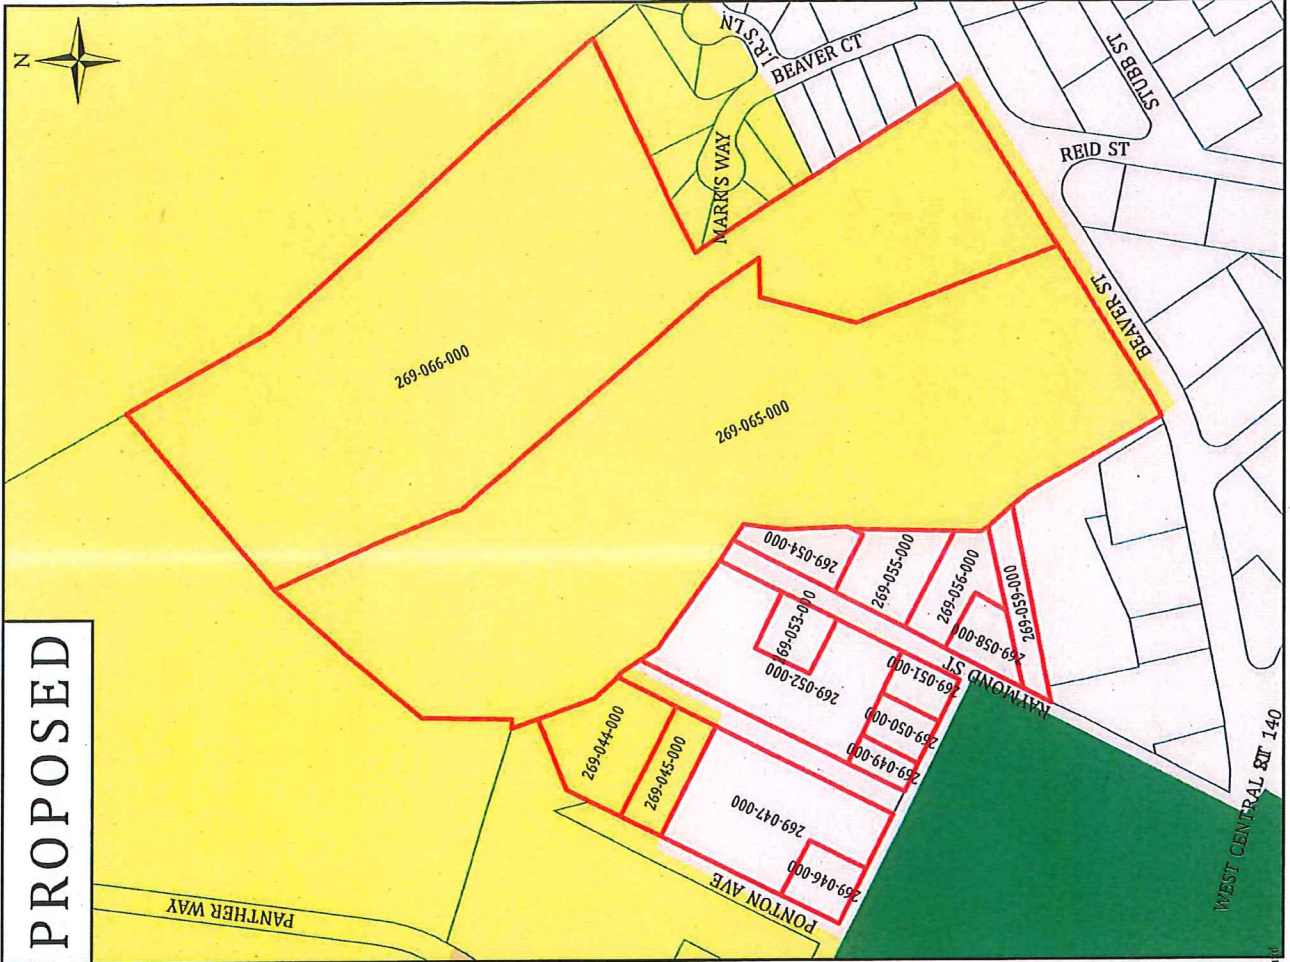 PROPOSED
N
J.R.'S LN
BEAVER CT
STUBB ST
MARK'S WAY
REID ST
BEAVER ST
269-066-000
269-065-000
269-054-000
269-055-000
269-056-000
269-059-000
269-058-000
269-053-000
269-052-000
269-051-000
269-050-000
269-049-000
RAYMOND ST
269-044-000
269-045-000
269-047-000
269-046-000
PONTON AVE
PANTHER WAY
WEST CENTRAL ST
RT 140